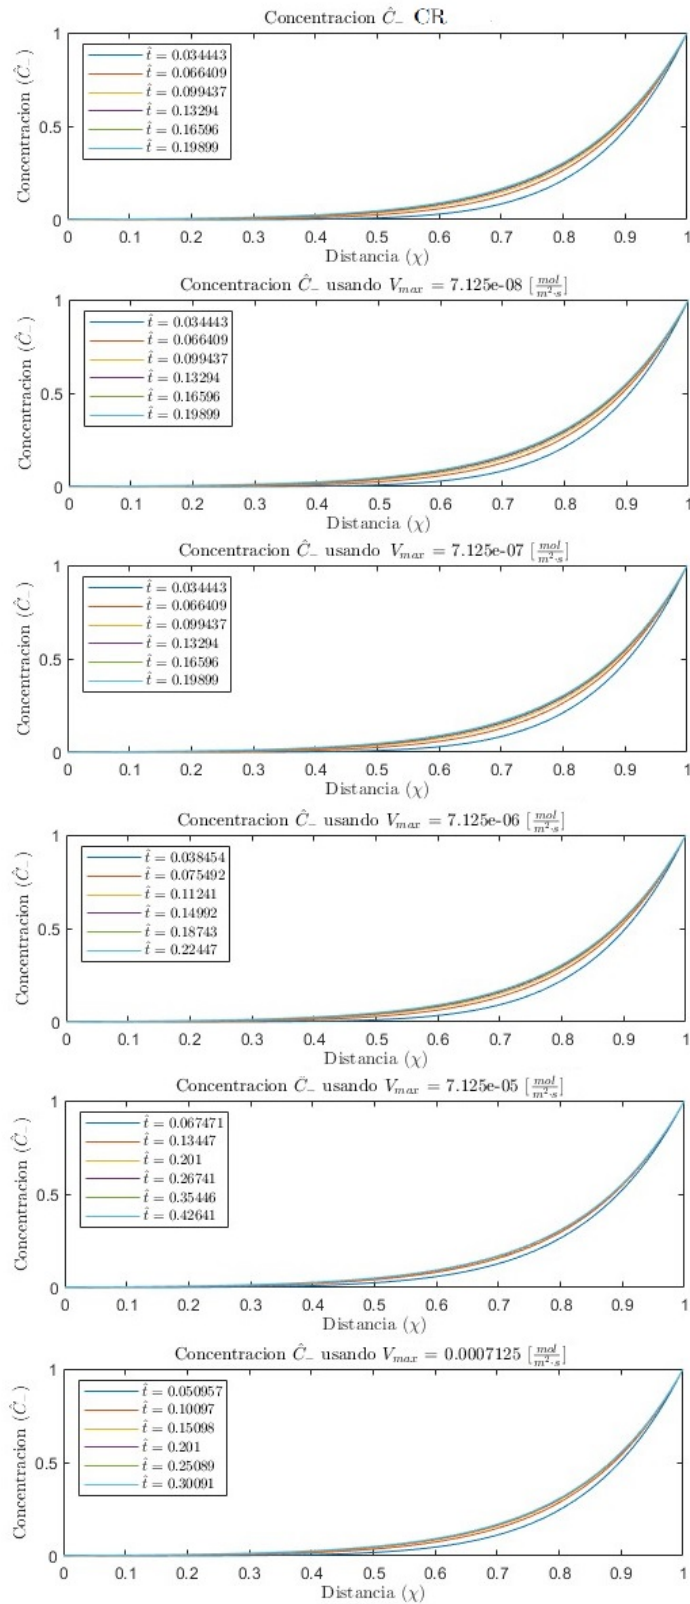 Concentracion Ĉ_ CR
Concentracion (Ĉ_)
t̂ = 0.034443
t̂ = 0.066409
t̂ = 0.099437
t̂ = 0.13294
t̂ = 0.16596
t̂ = 0.19899
1
0.5
0
0 0.1 0.2 0.3 0.4 0.5 0.6 0.7 0.8 0.9 1
Distancia (χ)
Concentracion Ĉ_ usando V_max = 7.125e-08 [mol/m²·s]
Concentracion (Ĉ_)
t̂ = 0.034443
t̂ = 0.066409
t̂ = 0.099437
t̂ = 0.13294
t̂ = 0.16596
t̂ = 0.19899
1
0.5
0
0 0.1 0.2 0.3 0.4 0.5 0.6 0.7 0.8 0.9 1
Distancia (χ)
Concentracion Ĉ_ usando V_max = 7.125e-07 [mol/m²·s]
Concentracion (Ĉ_)
t̂ = 0.034443
t̂ = 0.066409
t̂ = 0.099437
t̂ = 0.13294
t̂ = 0.16596
t̂ = 0.19899
1
0.5
0
0 0.1 0.2 0.3 0.4 0.5 0.6 0.7 0.8 0.9 1
Distancia (χ)
Concentracion Ĉ_ usando V_max = 7.125e-06 [mol/m²·s]
Concentracion (Ĉ_)
t̂ = 0.038454
t̂ = 0.075492
t̂ = 0.11241
t̂ = 0.14992
t̂ = 0.18743
t̂ = 0.22447
1
0.5
0
0 0.1 0.2 0.3 0.4 0.5 0.6 0.7 0.8 0.9 1
Distancia (χ)
Concentracion Ĉ_ usando V_max = 7.125e-05 [mol/m²·s]
Concentracion (Ĉ_)
t̂ = 0.067471
t̂ = 0.13447
t̂ = 0.201
t̂ = 0.26741
t̂ = 0.35446
t̂ = 0.42641
1
0.5
0
0 0.1 0.2 0.3 0.4 0.5 0.6 0.7 0.8 0.9 1
Distancia (χ)
Concentracion Ĉ_ usando V_max = 0.0007125 [mol/m²·s]
Concentracion (Ĉ_)
t̂ = 0.050957
t̂ = 0.10097
t̂ = 0.15098
t̂ = 0.201
t̂ = 0.25089
t̂ = 0.30091
1
0.5
0
0 0.1 0.2 0.3 0.4 0.5 0.6 0.7 0.8 0.9 1
Distancia (χ)